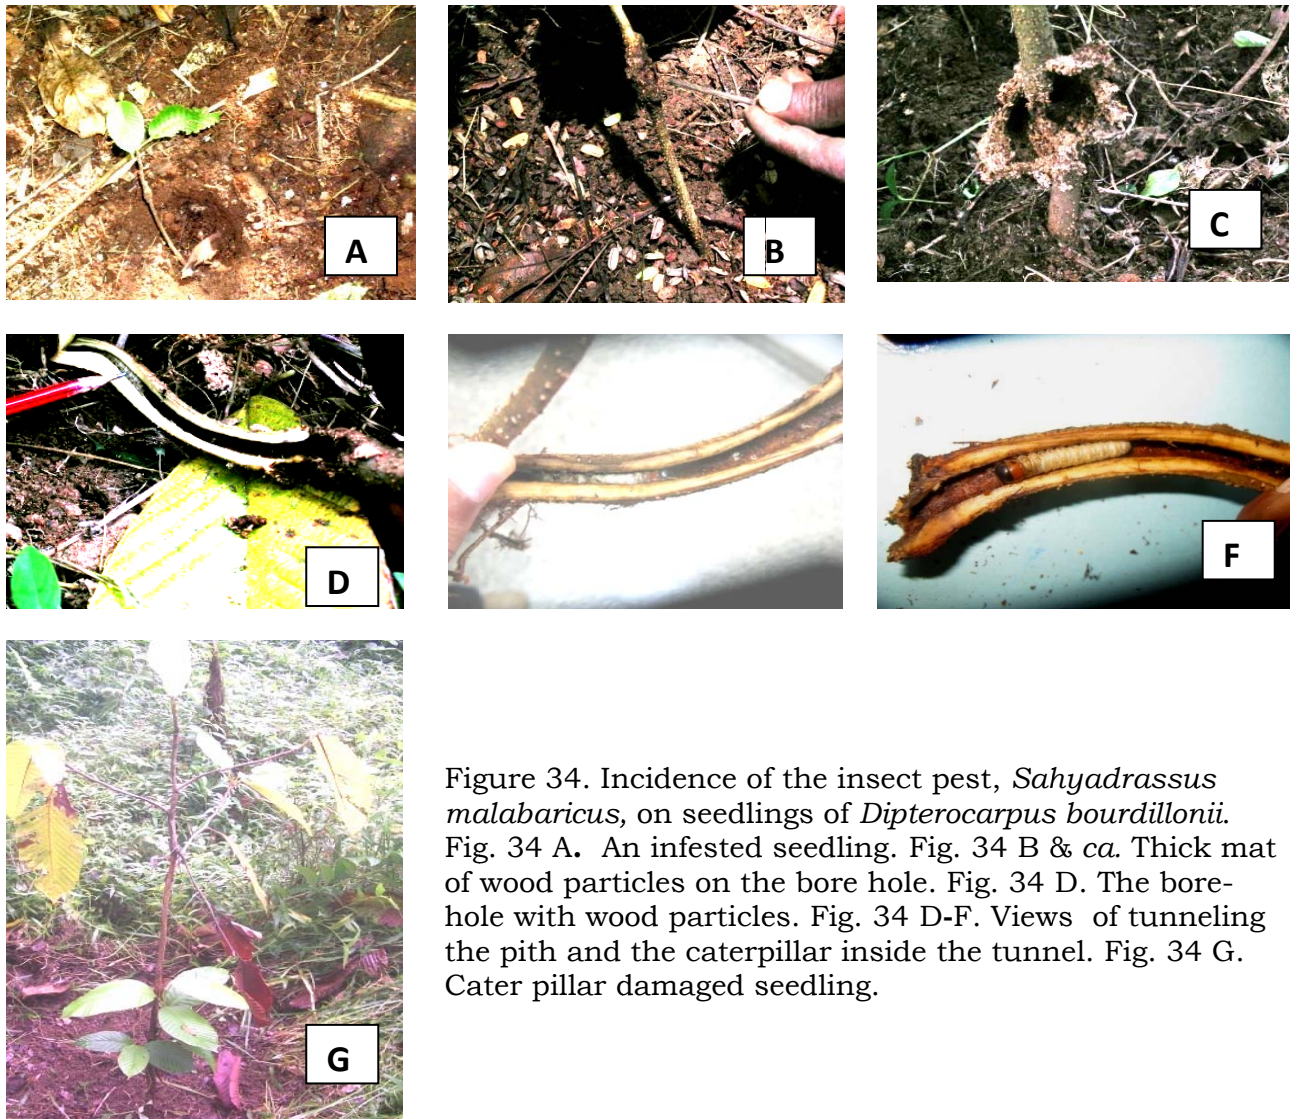 A
B
C
D
F
G
Figure 34. Incidence of the insect pest, Sahyadrassus
malabaricus, on seedlings of Dipterocarpus bourdillonii.
Fig. 34 A. An infested seedling. Fig. 34 B & ca. Thick mat
of wood particles on the bore hole. Fig. 34 D. The bore-
hole with wood particles. Fig. 34 D-F. Views of tunneling
the pith and the caterpillar inside the tunnel. Fig. 34 G.
Cater pillar damaged seedling.